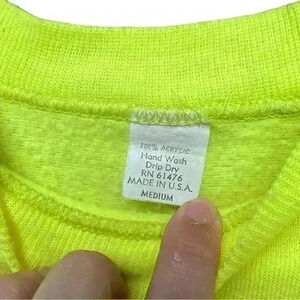 100% ACRYLIC
Hand Wash
Drip Dry
RN 61476
MADE IN U.S.A.
MEDIUM